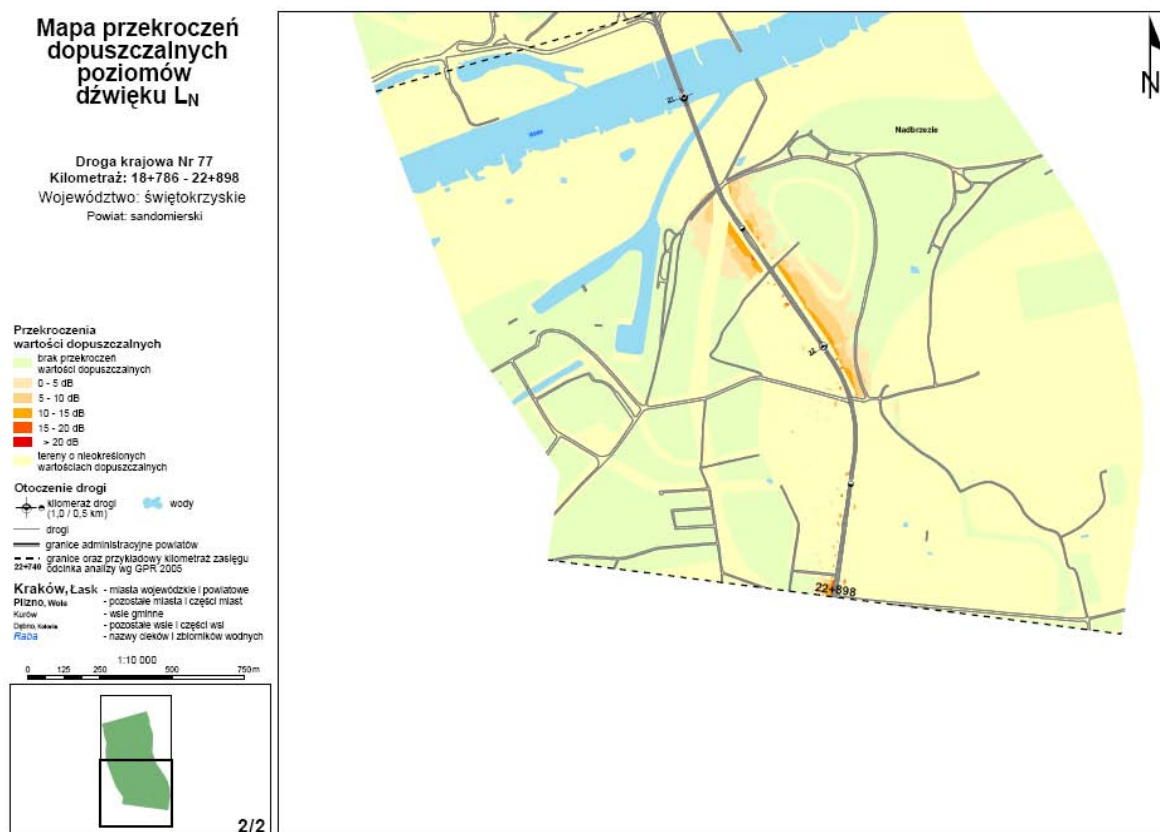 Mapa przekroczeń
dopuszczalnych
poziomów
dźwięku LN
Droga krajowa Nr 77
Kilometraż: 18+786 - 22+898
Województwo: świętokrzyskie
Powiat: sandomierski
Przekroczenia
wartości dopuszczalnych
brak przekroczeń
wartości dopuszczalnych
0 - 5 dB
5 - 10 dB
10 - 15 dB
15 - 20 dB
> 20 dB
tereny o nieokreślonych
wartościach dopuszczalnych
Otoczenie drogi
kilometraż drogi
(1,0 / 0,5 km)
wody
drogi
granice administracyjne powiatów
granice oraz przykładowy kilometraż zasięgu
22+740 odcinka analizy wg GPR 2005
Kraków, Łask - miasta wojewódzkie i powiatowe
Pilzno, Wola - pozostałe miasta i części miast
Kurów - wsie gminne
Dębno, Kolonia - pozostałe wsie i części wsi
Raba - nazwy cieków i zbiorników wodnych
1:10 000
0 125 250 500 750 m
2/2
N
Nadbrzezie
22
22+898